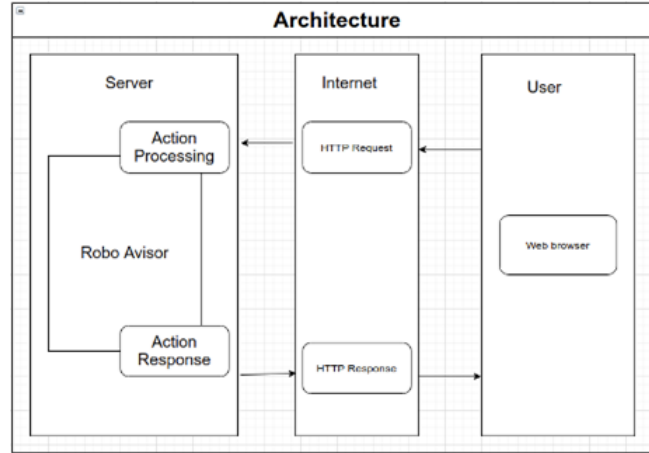 Architecture
Server
Internet
User
Action
Processing
HTTP Request
Web browser
Robo Avisor
Action
Response
HTTP Response